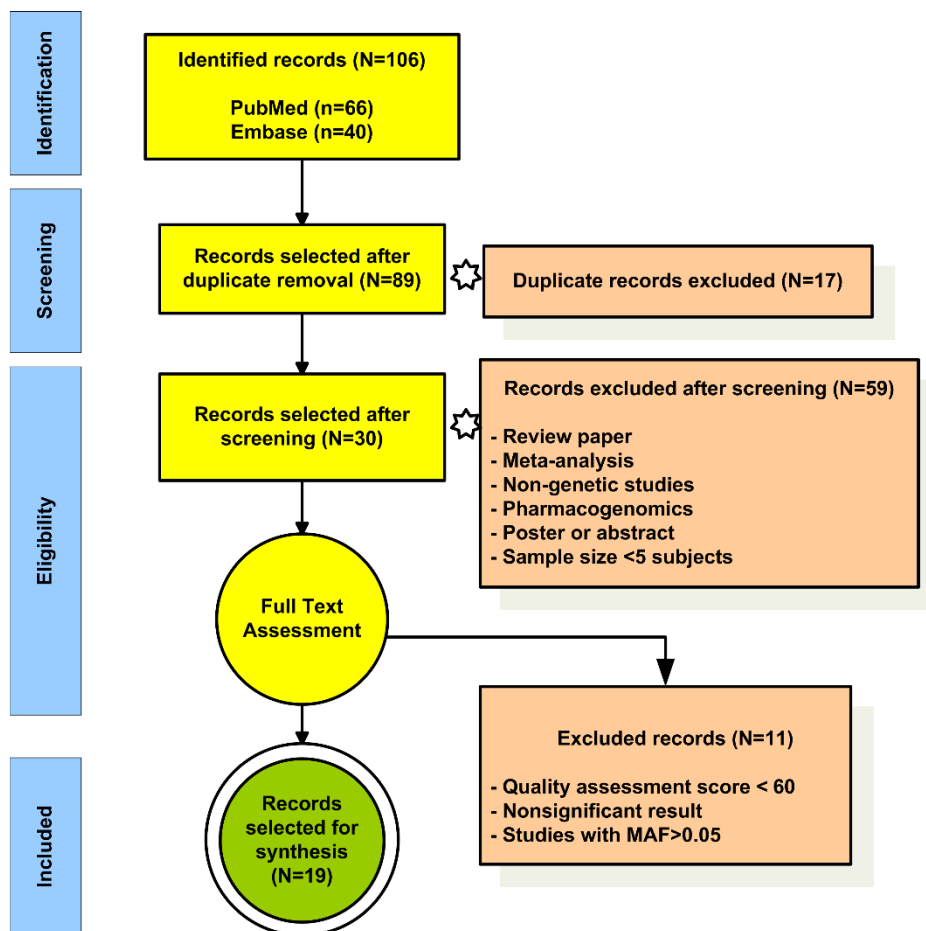 Identification
Identified records (N=106)
PubMed (n=66)
Embase (n=40)
Screening
Records selected after
duplicate removal (N=89)
Duplicate records excluded (N=17)
Eligibility
Records selected after
screening (N=30)
Records excluded after screening (N=59)
- Review paper
- Meta-analysis
- Non-genetic studies
- Pharmacogenomics
- Poster or abstract
- Sample size <5 subjects
Full Text
Assessment
Excluded records (N=11)
- Quality assessment score < 60
- Nonsignificant result
- Studies with MAF>0.05
Included
Records
selected for
synthesis
(N=19)